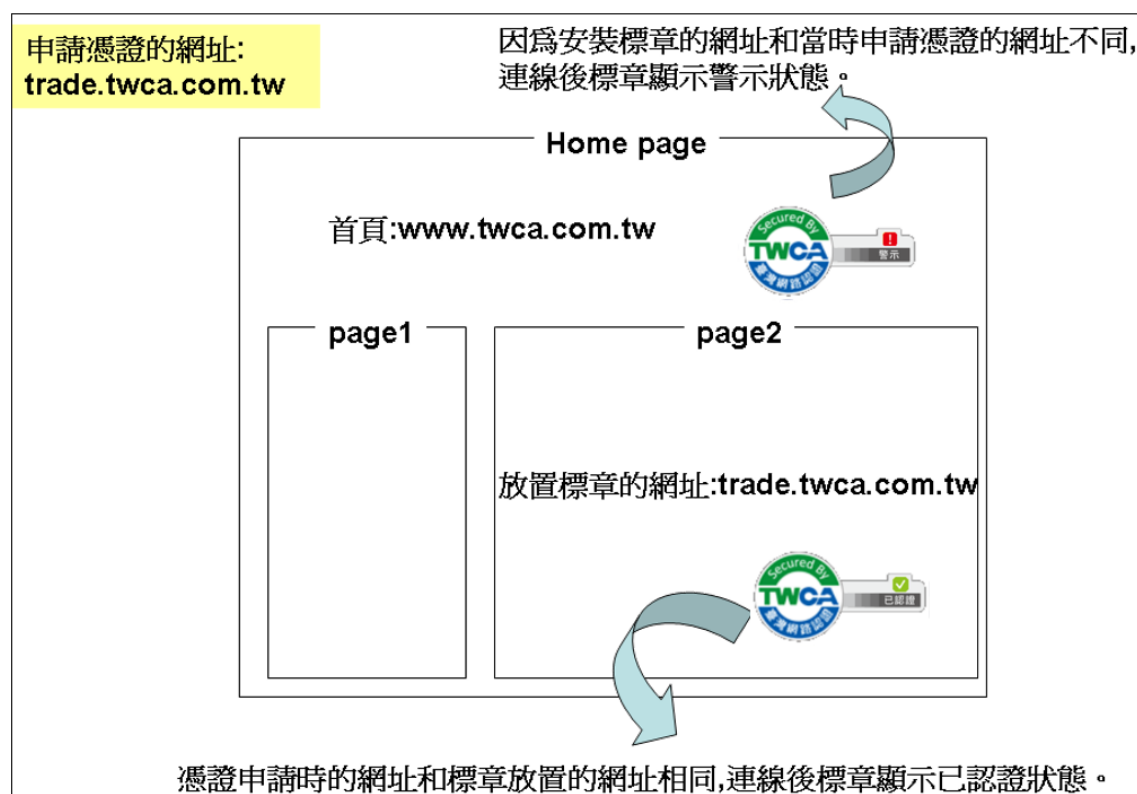 申請憑證的網址:
trade.twca.com.tw
因為安裝標章的網址和當時申請憑證的網址不同,
連線後標章顯示警示狀態。
Home page
首頁:www.twca.com.tw
Secured By
TWCA
臺灣網路認證
警示
page1
page2
放置標章的網址:trade.twca.com.tw
Secured By
TWCA
臺灣網路認證
已認證
憑證申請時的網址和標章放置的網址相同,連線後標章顯示已認證狀態。